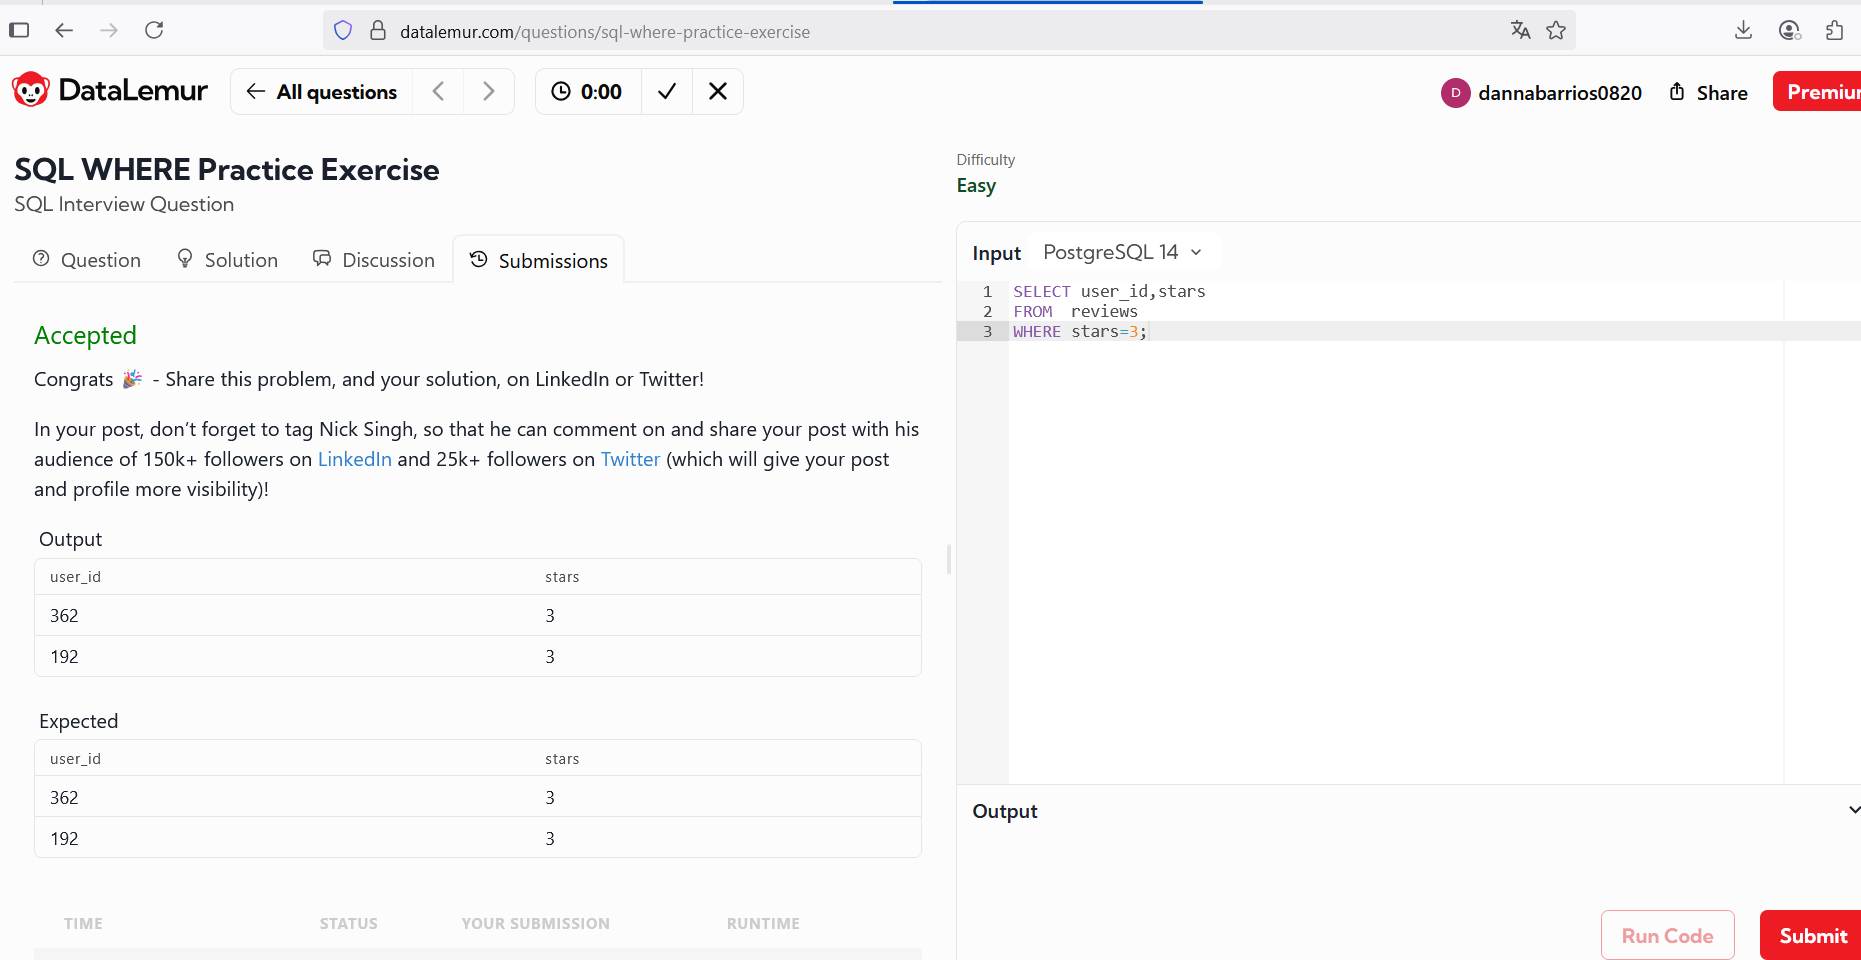 datalemur.com/questions/sql-where-practice-exercise
DataLemur
All questions
0:00
D
dannabarrios0820
Share
SQL WHERE Practice Exercise
SQL Interview Question
Difficulty
Easy
Question
Solution
Discussion
Submissions
Accepted
Congrats 🎉 - Share this problem, and your solution, on LinkedIn or Twitter!
In your post, don’t forget to tag Nick Singh, so that he can comment on and share your post with his
audience of 150k+ followers on LinkedIn and 25k+ followers on Twitter (which will give your post
and profile more visibility)!
Output
user_id stars
362 3
192 3
Expected
user_id stars
362 3
192 3
TIME STATUS YOUR SUBMISSION RUNTIME
Input PostgreSQL 14
1 SELECT user_id,stars
2 FROM  reviews
3 WHERE stars=3;
Output
Run Code
Submit